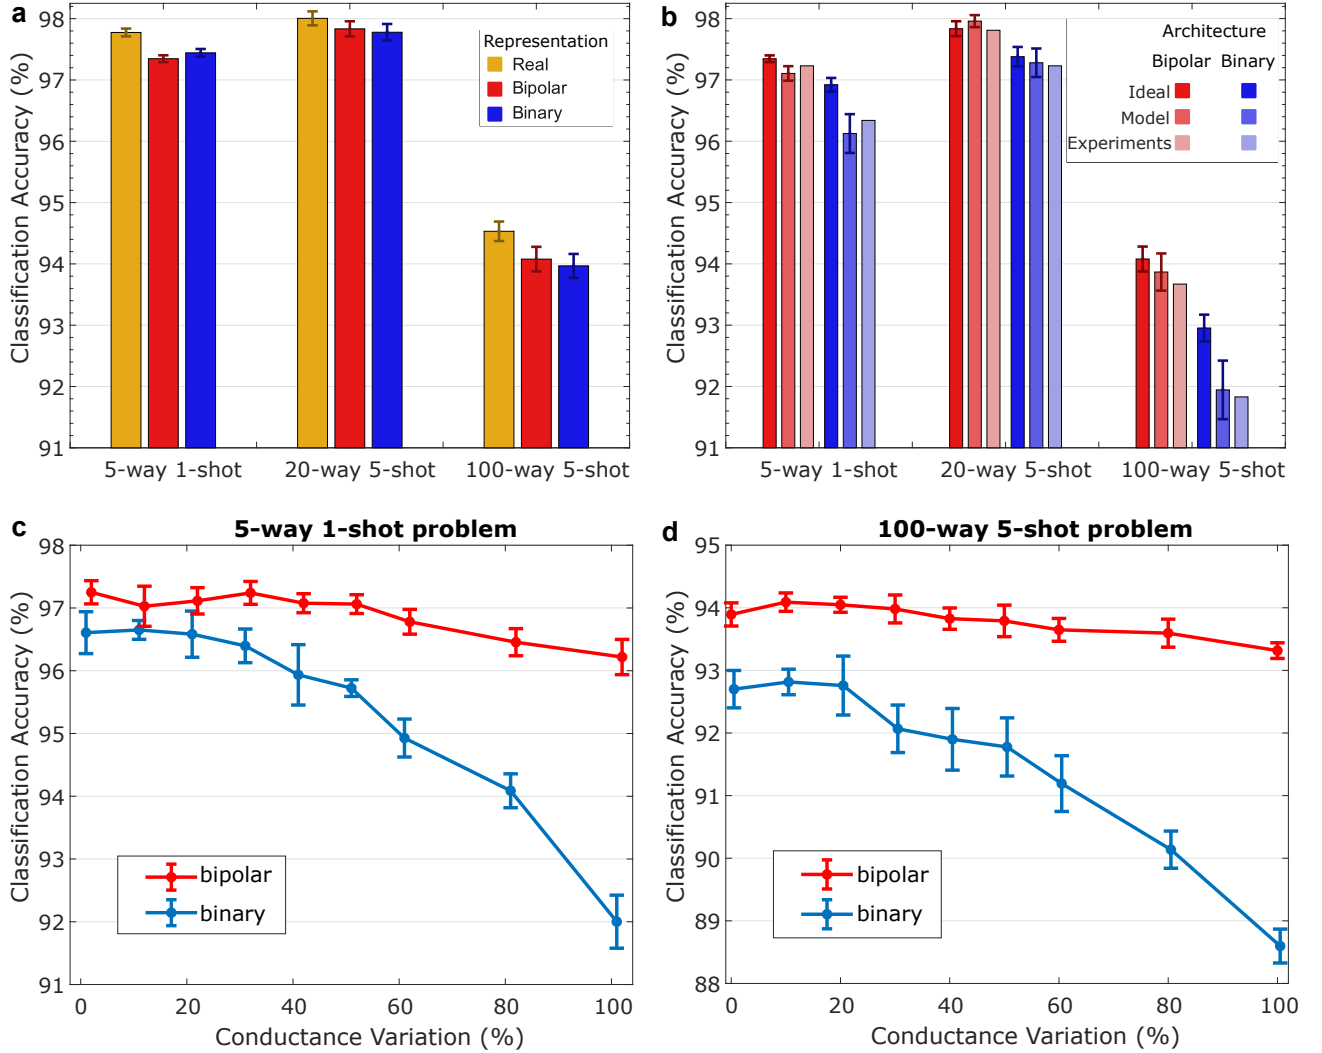 a
Classification Accuracy (%)
98
97
96
95
94
93
92
91
Representation
Real
Bipolar
Binary
5-way 1-shot
20-way 5-shot
100-way 5-shot
b
Classification Accuracy (%)
98
97
96
95
94
93
92
91
Architecture
Bipolar Binary
Ideal
Model
Experiments
5-way 1-shot
20-way 5-shot
100-way 5-shot
c
5-way 1-shot problem
Classification Accuracy (%)
98
97
96
95
94
93
92
91
bipolar
binary
0 20 40 60 80 100
Conductance Variation (%)
d
100-way 5-shot problem
Classification Accuracy (%)
95
94
93
92
91
90
89
88
bipolar
binary
0 20 40 60 80 100
Conductance Variation (%)